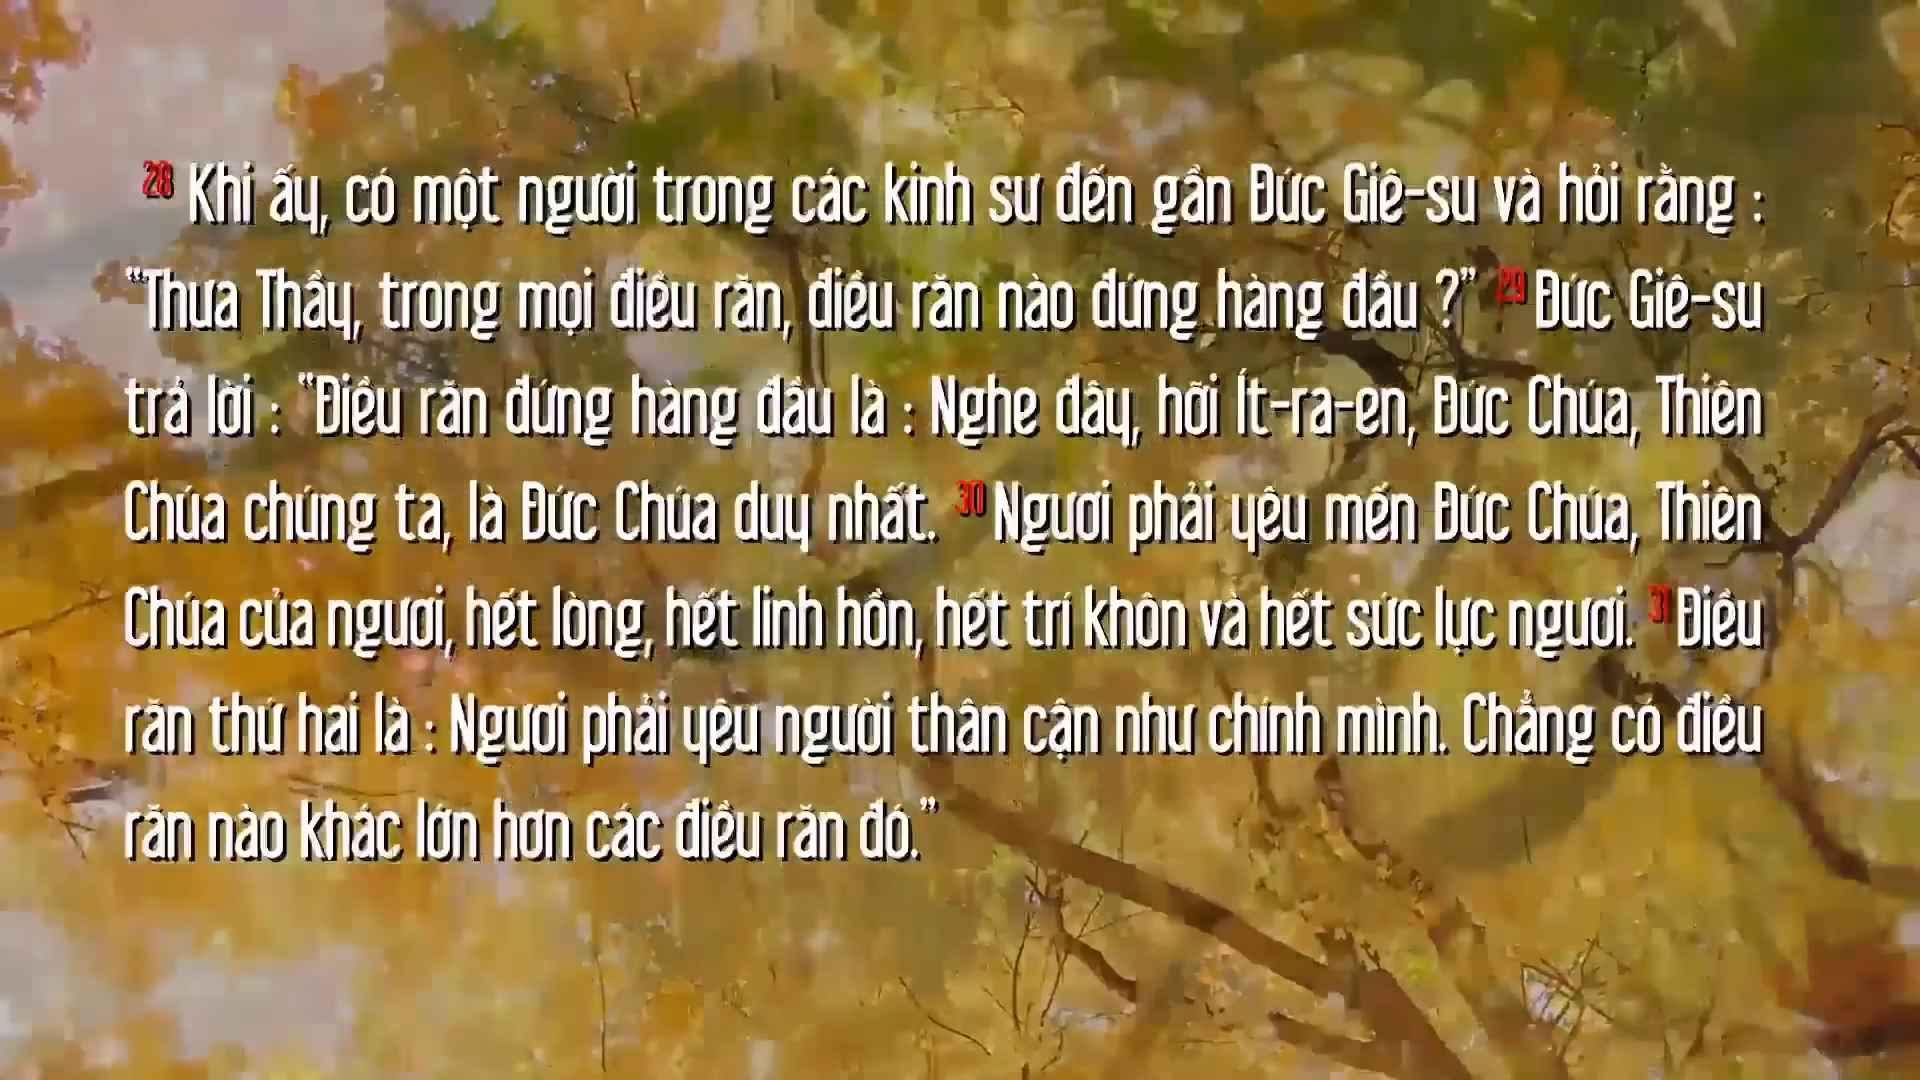 28 Khi ấy, có một người trong các kinh sư đến gần Đức Giê-su và hỏi rằng :
“Thưa Thầy, trong mọi điều răn, điều răn nào đứng hàng đầu ?” 29 Đức Giê-su
trả lời : “Điều răn đứng hàng đầu là : Nghe đây, hỡi Ít-ra-en, Đức Chúa, Thiên
Chúa chúng ta, là Đức Chúa duy nhất. 30 Ngươi phải yêu mến Đức Chúa, Thiên
Chúa của ngươi, hết lòng, hết linh hồn, hết trí khôn và hết sức lực ngươi. 31 Điều
răn thứ hai là : Ngươi phải yêu người thân cận như chính mình. Chẳng có điều
răn nào khác lớn hơn các điều răn đó.”